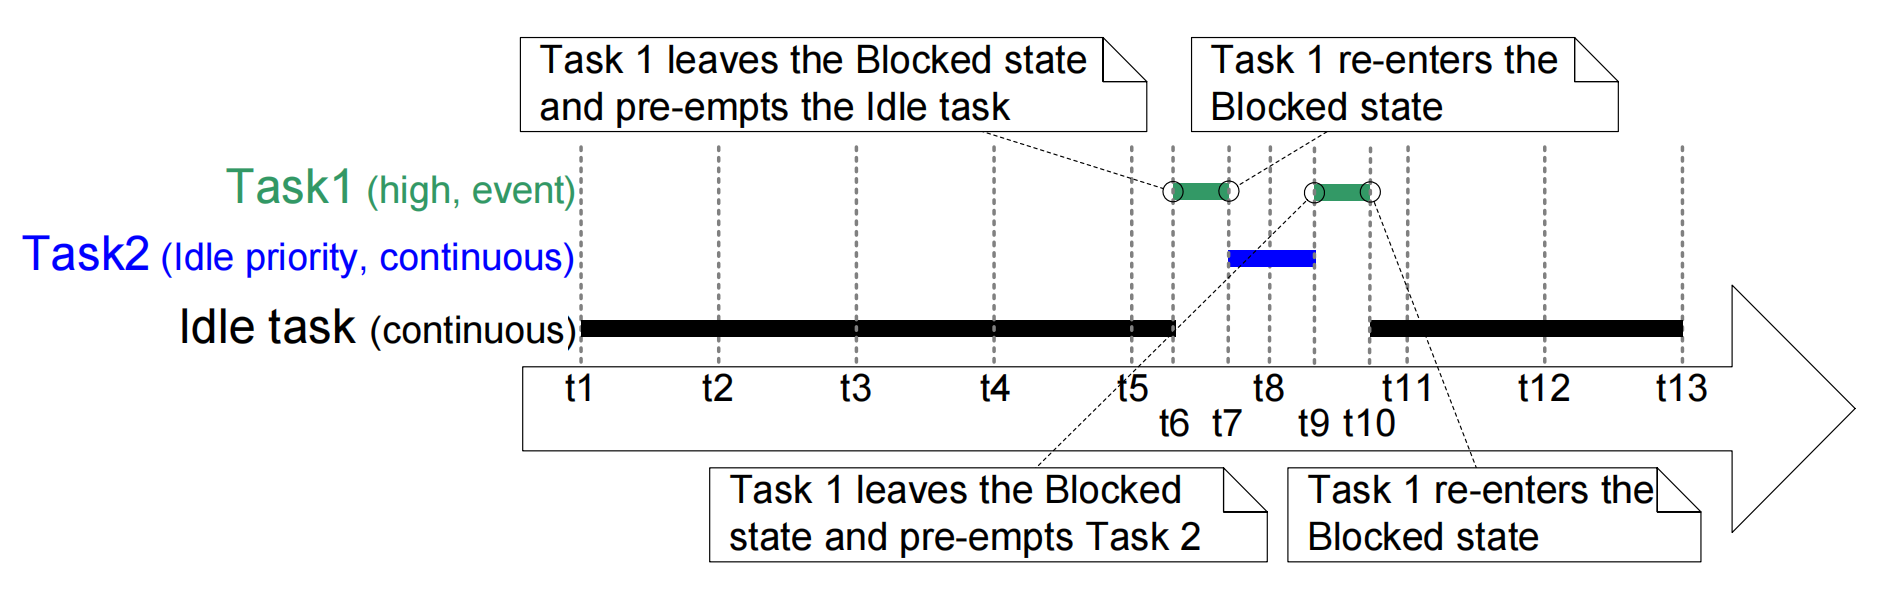 Task 1 leaves the Blocked state
and pre-empts the Idle task
Task 1 re-enters the
Blocked state
Task1 (high, event)
Task2 (Idle priority, continuous)
Idle task (continuous)
t1 t2 t3 t4 t5 t8 t11 t12 t13
t6 t7 t9 t10
Task 1 leaves the Blocked
state and pre-empts Task 2
Task 1 re-enters the
Blocked state